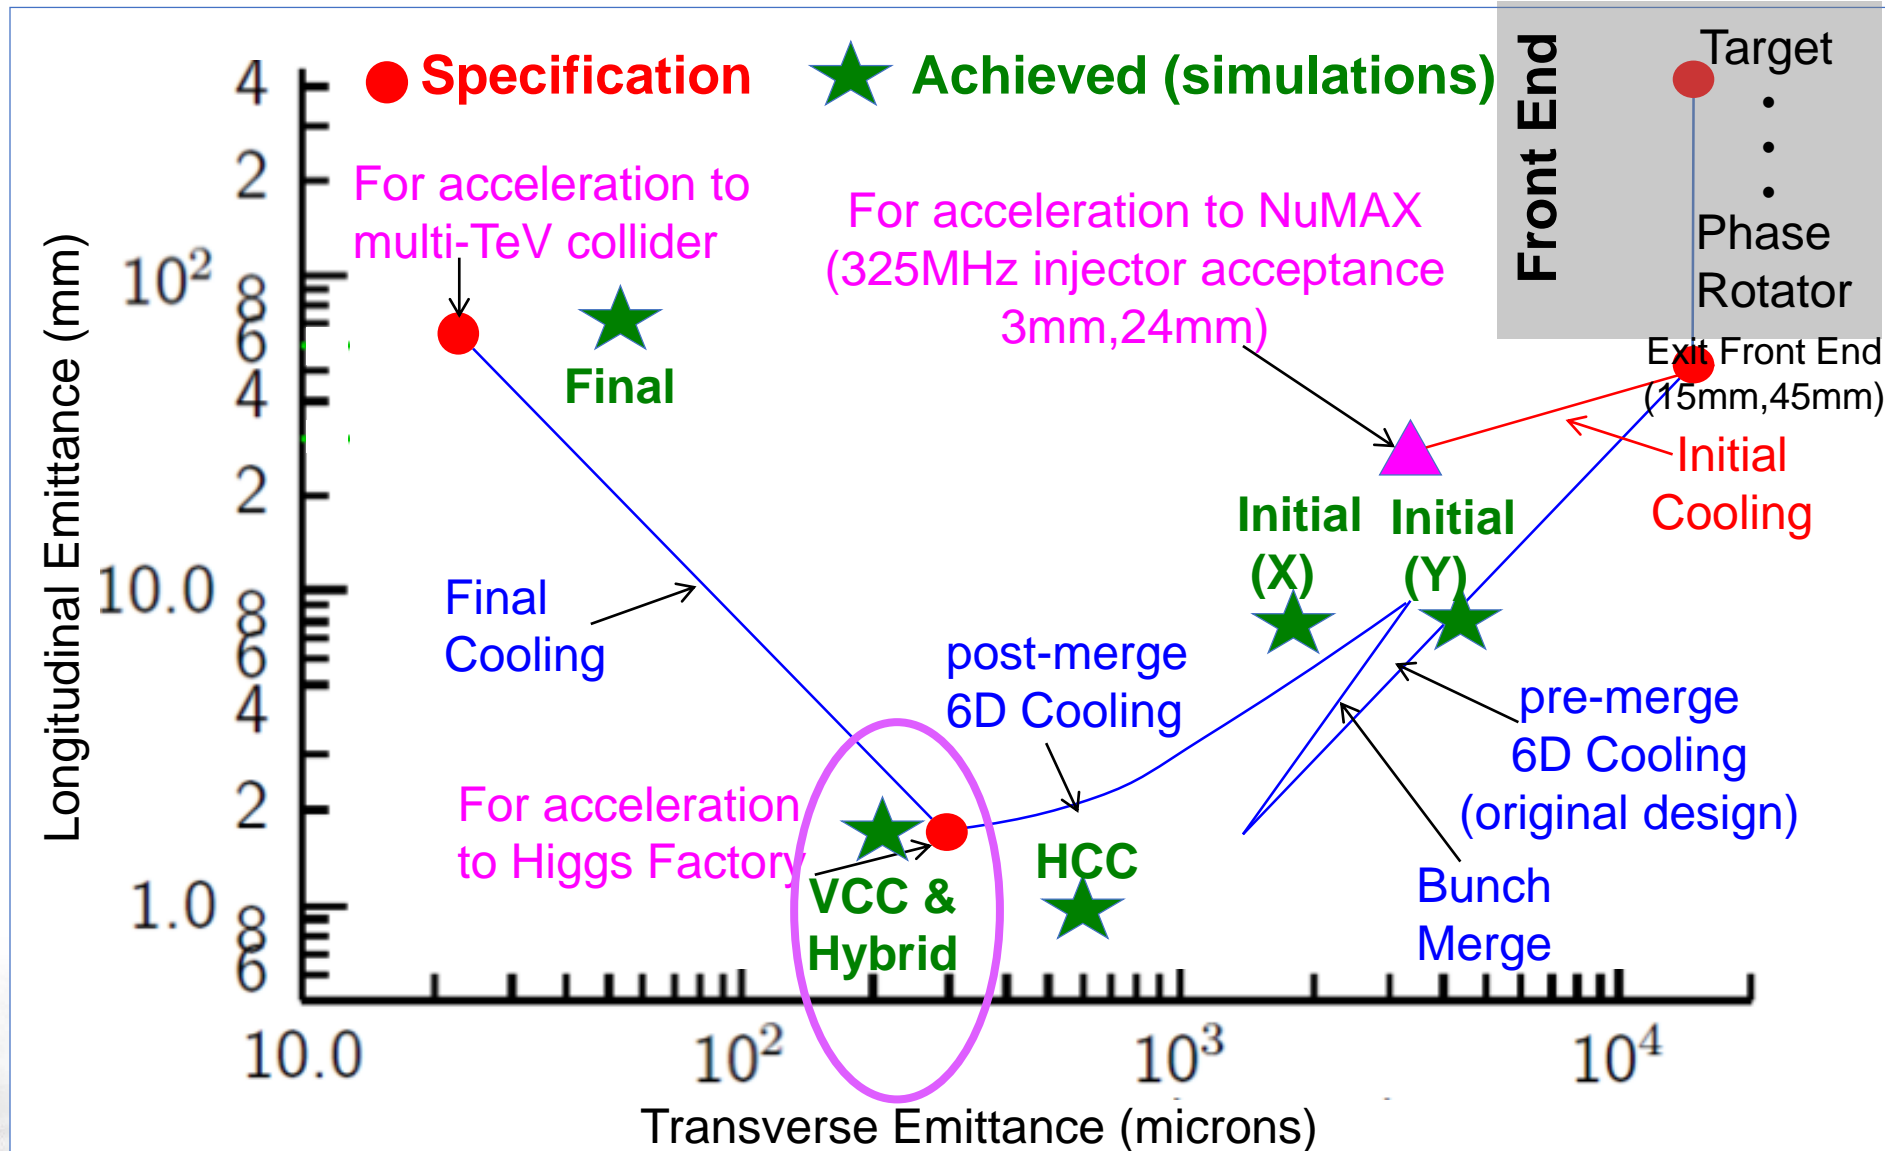 Specification
Achieved (simulations)
Front End
Target
Phase
Rotator
Exit Front End
(15mm,45mm)
For acceleration to
multi-TeV collider
For acceleration to NuMAX
(325MHz injector acceptance
3mm,24mm)
Final
Initial
(X)
Initial
(Y)
Initial
Cooling
Final
Cooling
post-merge
6D Cooling
pre-merge
6D Cooling
(original design)
For acceleration
to Higgs Factory
VCC &
Hybrid
HCC
Bunch
Merge
Longitudinal Emittance (mm)
4
2
10²
8
6
4
2
10.0
8
6
4
2
1.0
8
6
10.0
10²
10³
10⁴
Transverse Emittance (microns)